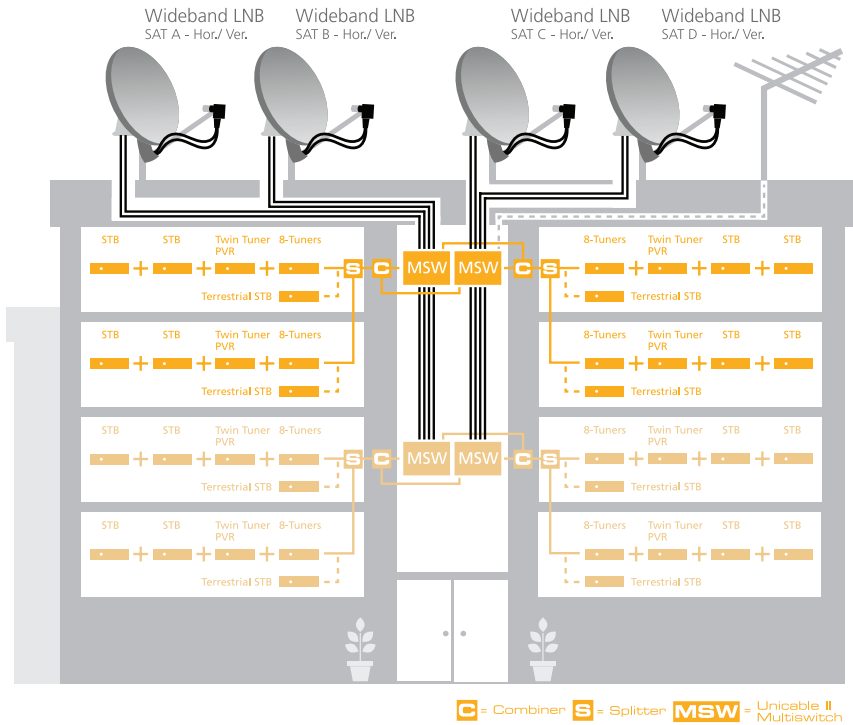 Wideband LNB
SAT A - Hor./ Ver.
Wideband LNB
SAT B - Hor./ Ver.
Wideband LNB
SAT C - Hor./ Ver.
Wideband LNB
SAT D - Hor./ Ver.
STB
STB
Twin Tuner
PVR
8-Tuners
Terrestrial STB
S
C
MSW
MSW
C
S
8-Tuners
Twin Tuner
PVR
STB
STB
Terrestrial STB
STB
STB
Twin Tuner
PVR
8-Tuners
Terrestrial STB
8-Tuners
Twin Tuner
PVR
STB
STB
Terrestrial STB
STB
STB
Twin Tuner
PVR
8-Tuners
Terrestrial STB
S
C
MSW
MSW
C
S
8-Tuners
Twin Tuner
PVR
STB
STB
Terrestrial STB
STB
STB
Twin Tuner
PVR
8-Tuners
Terrestrial STB
8-Tuners
Twin Tuner
PVR
STB
STB
Terrestrial STB
C = Combiner S = Splitter MSW = Unicable II
Multiswitch